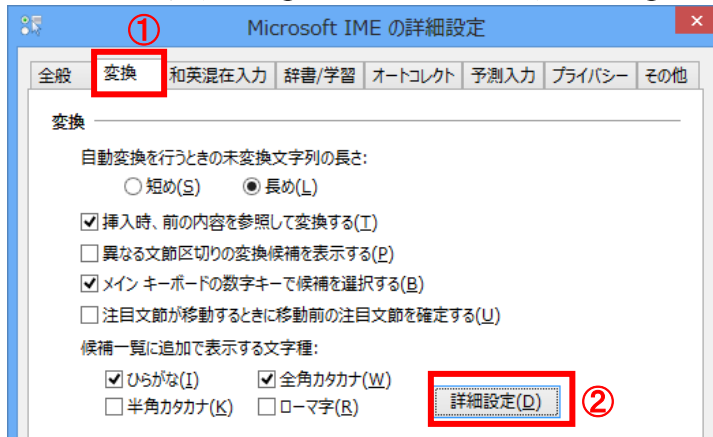 ①
Microsoft IME の詳細設定
全般 変換 和英混在入力 辞書/学習 オートコレクト 予測入力 プライバシー その他
変換
自動変換を行うときの未変換文字列の長さ:
短め(S) 長め(L)
挿入時、前の内容を参照して変換する(T)
異なる文節区切りの変換候補を表示する(P)
メイン キーボードの数字キーで候補を選択する(B)
注目文節が移動するときに移動前の注目文節を確定する(U)
候補一覧に追加で表示する文字種:
ひらがな(I) 全角カタカナ(W)
半角カタカナ(K) ローマ字(R)
詳細設定(D) ②